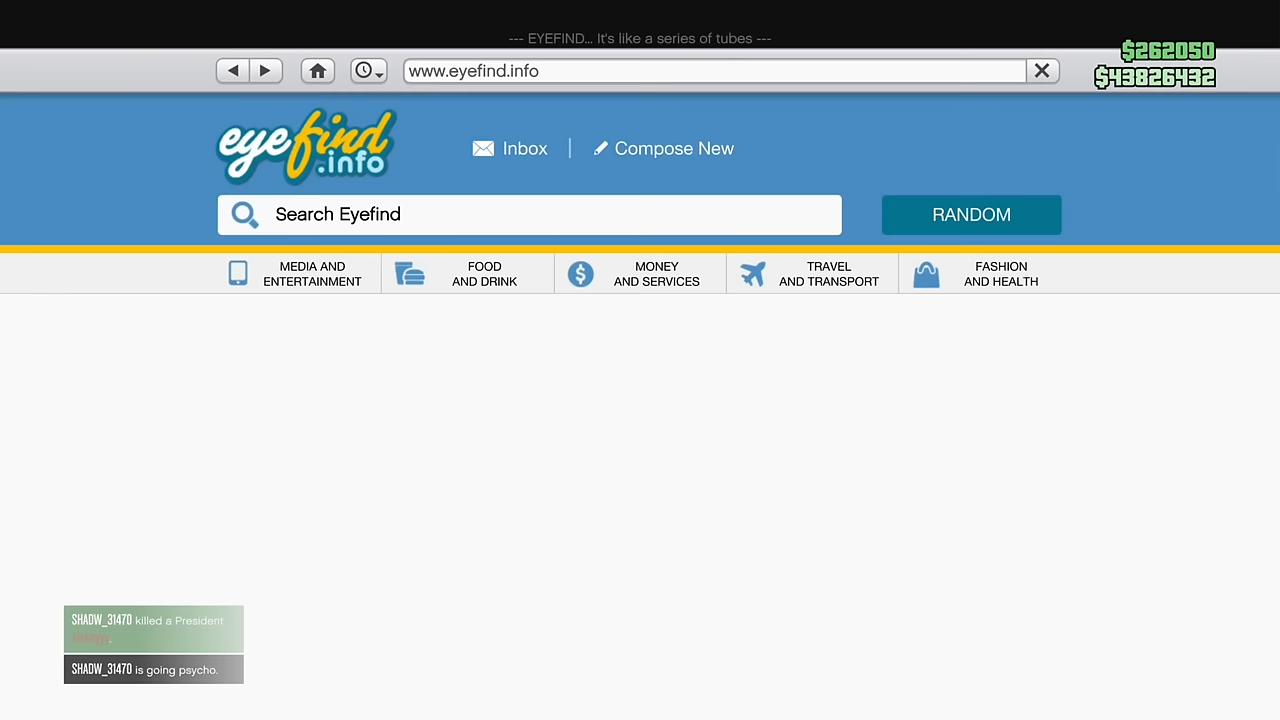 --- EYEFIND... It's like a series of tubes ---
$262050
www.eyefind.info
$43826432
eyefind
.info
Inbox
Compose New
Search Eyefind
RANDOM
MEDIA AND
ENTERTAINMENT
FOOD
AND DRINK
MONEY
AND SERVICES
TRAVEL
AND TRANSPORT
FASHION
AND HEALTH
SHADW_31470 killed a President
SHADW_31470 is going psycho.